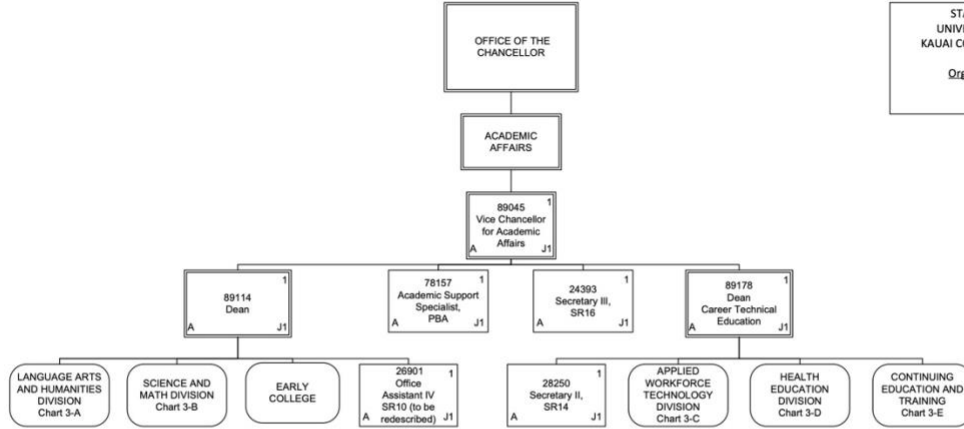 OFFICE OF THE
CHANCELLOR
KAUAI
Org
ACADEMIC
AFFAIRS
89045 1
Vice Chancellor
for Academic
Affairs
A J1
89114 1
Dean
A J1
78157 1
Academic Support
Specialist,
PBA
A J1
24393 1
Secretary III,
SR16
A J1
89178 1
Dean
Career Technical
Education
A J1
LANGUAGE ARTS
AND HUMANITIES
DIVISION
Chart 3-A
SCIENCE AND
MATH DIVISION
Chart 3-B
EARLY
COLLEGE
26901 1
Office
Assistant IV
SR10 (to be
redescribed)
A J1
28250 1
Secretary II,
SR14
A J1
APPLIED
WORKFORCE
TECHNOLOGY
DIVISION
Chart 3-C
HEALTH
EDUCATION
DIVISION
Chart 3-D
CONTINUING
EDUCATION AND
TRAINING
Chart 3-E